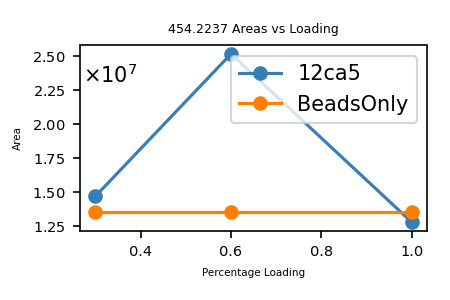 454.2237 Areas vs Loading
×10⁷
12ca5
BeadsOnly
Area
2.50
2.25
2.00
1.75
1.50
1.25
0.4
0.6
0.8
1.0
Percentage Loading